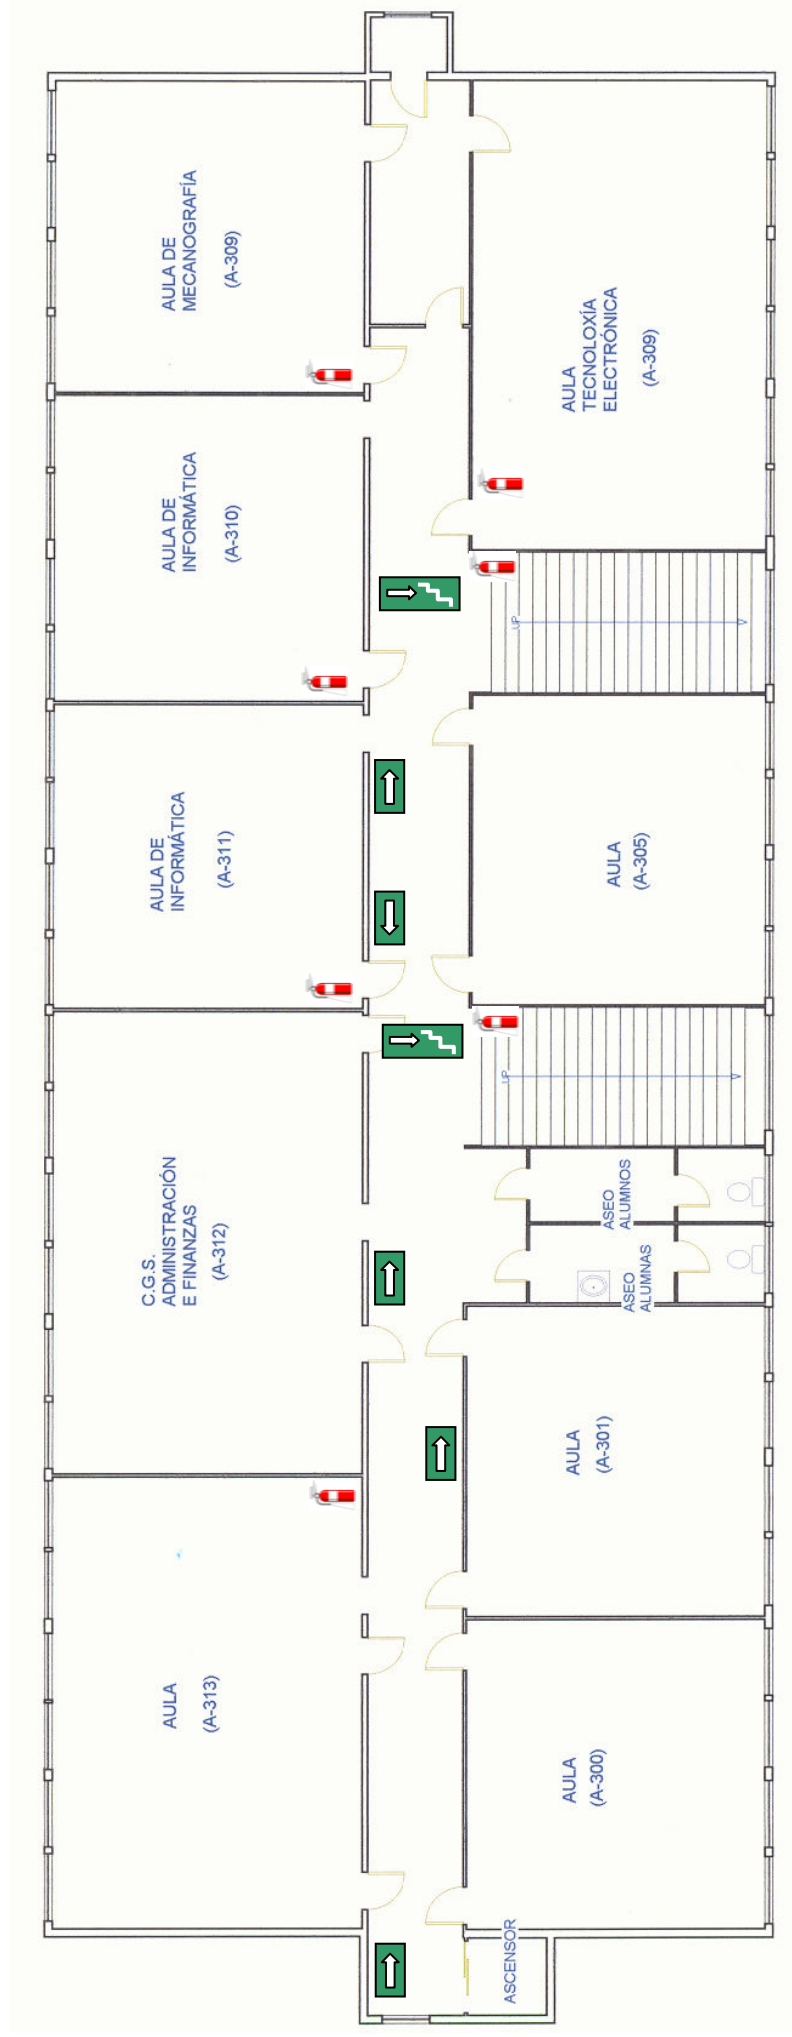 AULA DE
MECANOGRAFÍA
(A-309)
AULA
TECNOLOXÍA
ELECTRÓNICA
(A-309)
AULA DE
INFORMÁTICA
(A-310)
UP
AULA DE
INFORMÁTICA
(A-311)
AULA
(A-305)
UP
C.G.S.
ADMINISTRACIÓN
E FINANZAS
(A-312)
ASEO
ALUMNOS
ASEO
ALUMNAS
AULA
(A-301)
AULA
(A-313)
AULA
(A-300)
ASCENSOR